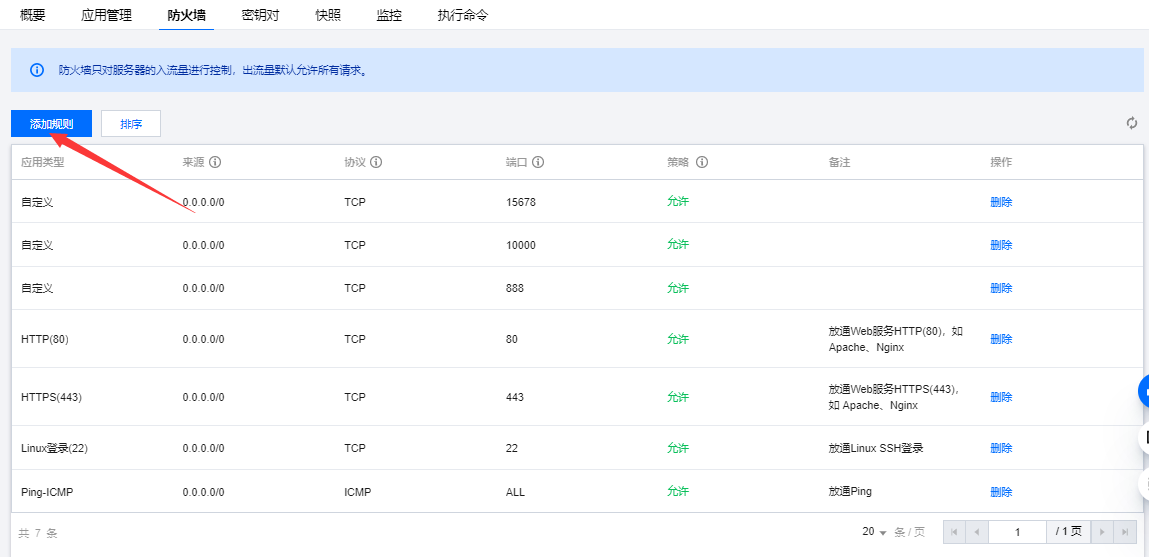 概要 应用管理 防火墙 密钥对 快照 监控 执行命令
防火墙只对服务器的入流量进行控制，出流量默认允许所有请求。
添加规则 排序
应用类型 来源 协议 端口 策略 备注 操作
自定义 0.0.0.0/0 TCP 15678 允许 删除
自定义 0.0.0.0/0 TCP 10000 允许 删除
自定义 0.0.0.0/0 TCP 888 允许 删除
HTTP(80) 0.0.0.0/0 TCP 80 允许 放通Web服务HTTP(80)，如 删除
Apache、Nginx
HTTPS(443) 0.0.0.0/0 TCP 443 允许 放通Web服务HTTPS(443)， 删除
如 Apache、Nginx
Linux登录(22) 0.0.0.0/0 TCP 22 允许 放通Linux SSH登录 删除
Ping-ICMP 0.0.0.0/0 ICMP ALL 允许 放通Ping 删除
共 7 条 20 条 / 页 1 / 1 页